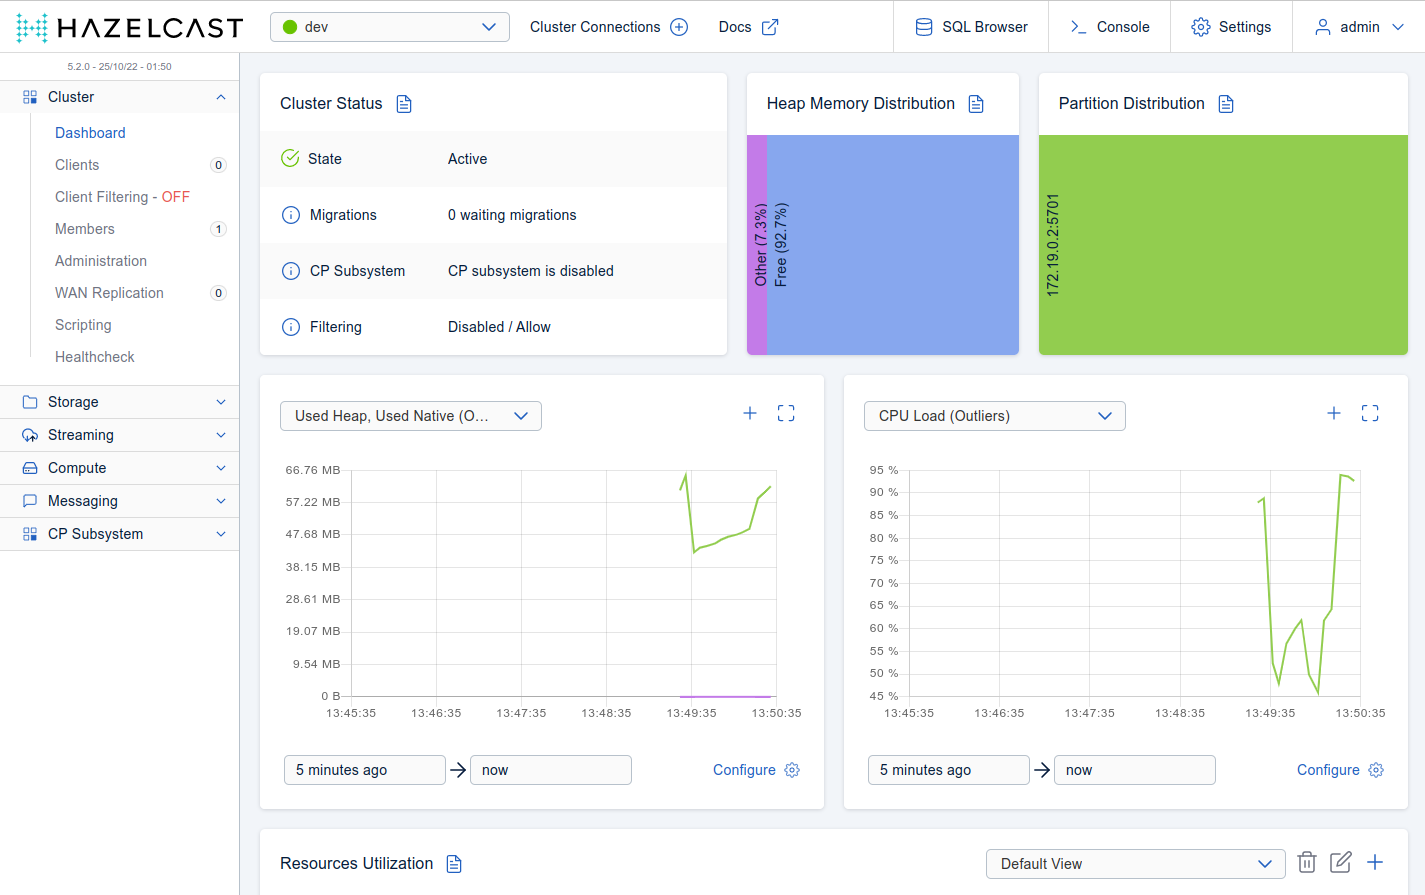 HAZELCAST
dev
Cluster Connections
Docs
SQL Browser
Console
Settings
admin
5.2.0 - 25/10/22 - 01:50
Cluster
Dashboard
Clients 0
Client Filtering - OFF
Members 1
Administration
WAN Replication 0
Scripting
Healthcheck
Storage
Streaming
Compute
Messaging
CP Subsystem
Cluster Status
State Active
Migrations 0 waiting migrations
CP Subsystem CP subsystem is disabled
Filtering Disabled / Allow
Heap Memory Distribution
Other (7.3%)
Free (92.7%)
Partition Distribution
172.19.0.2:5701
Used Heap, Used Native (O...
66.76 MB
57.22 MB
47.68 MB
38.15 MB
28.61 MB
19.07 MB
9.54 MB
0 B
13:45:35 13:46:35 13:47:35 13:48:35 13:49:35 13:50:35
5 minutes ago
now
Configure
CPU Load (Outliers)
95 %
90 %
85 %
80 %
75 %
70 %
65 %
60 %
55 %
50 %
45 %
13:45:35 13:46:35 13:47:35 13:48:35 13:49:35 13:50:35
5 minutes ago
now
Configure
Resources Utilization
Default View